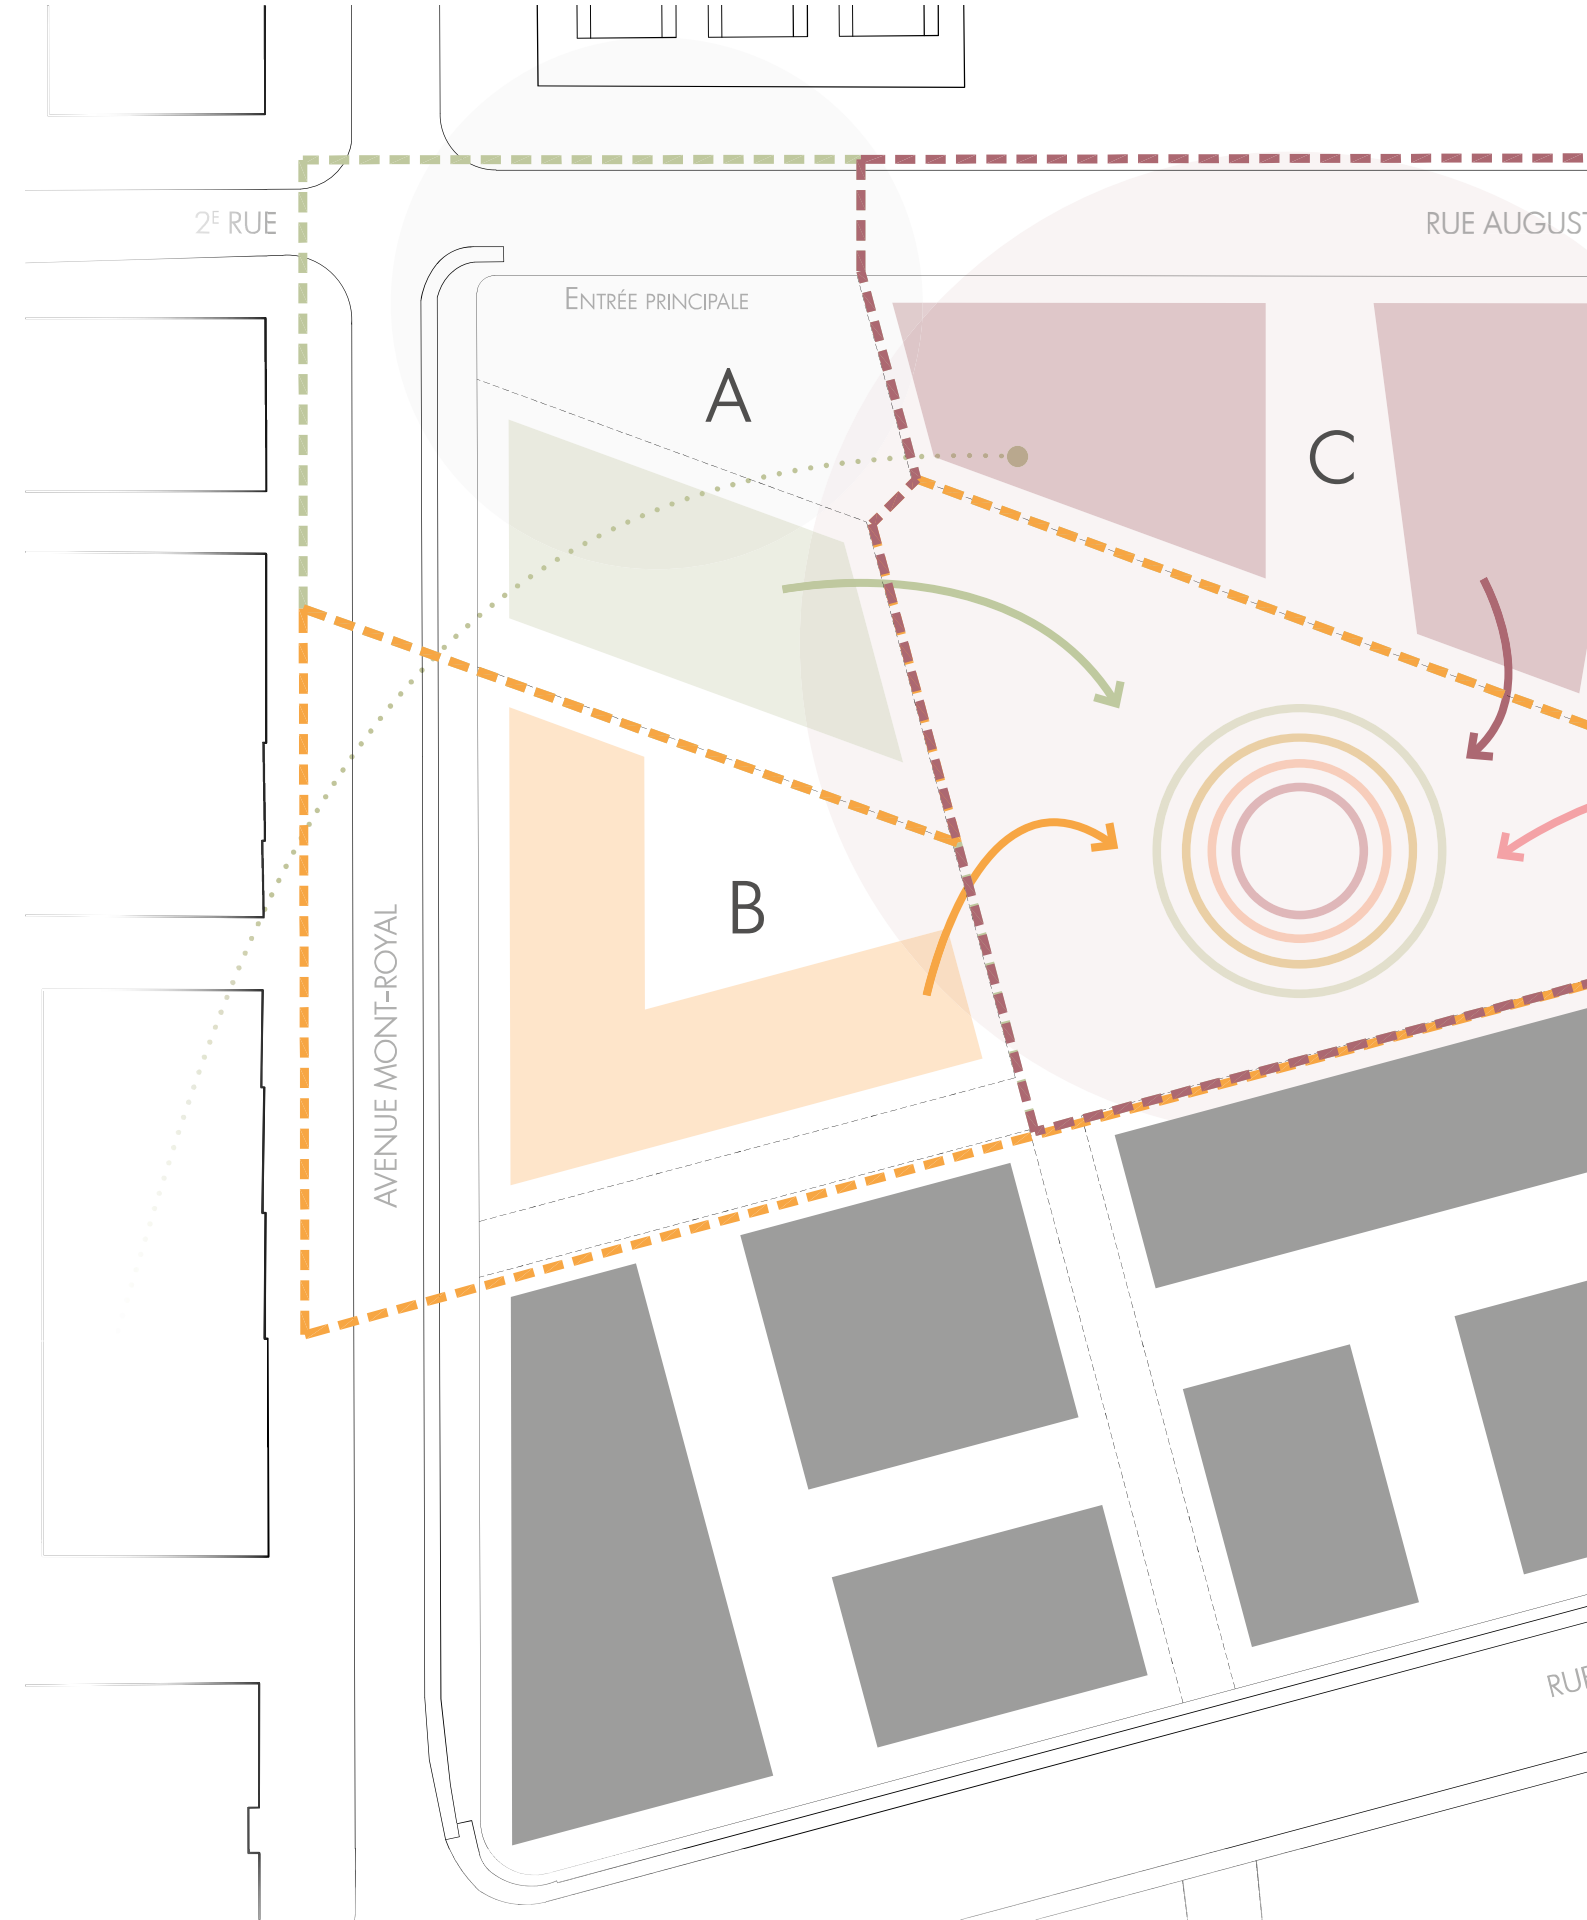 2E RUE
RUE AUGUST
ENTRÉE PRINCIPALE
A
C
B
AVENUE MONT-ROYAL
RUE